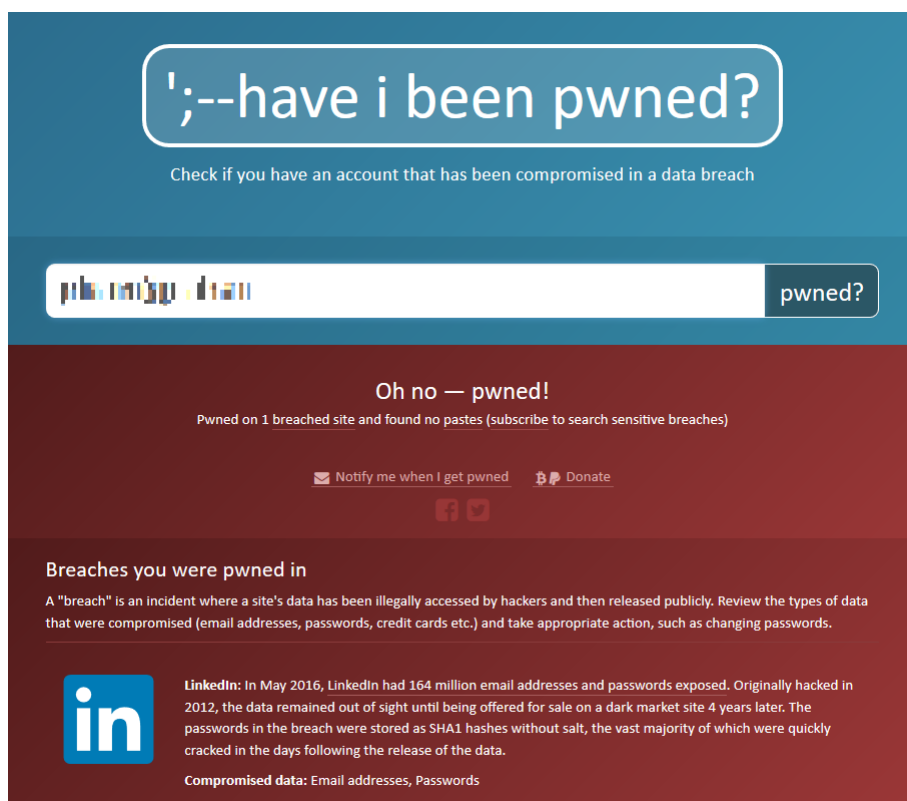 ';--have i been pwned?
Check if you have an account that has been compromised in a data breach
pwned?
Oh no — pwned!
Pwned on 1 breached site and found no pastes (subscribe to search sensitive breaches)
Notify me when I get pwned Donate
Breaches you were pwned in
A "breach" is an incident where a site's data has been illegally accessed by hackers and then released publicly. Review the types of data
that were compromised (email addresses, passwords, credit cards etc.) and take appropriate action, such as changing passwords.
in
LinkedIn: In May 2016, LinkedIn had 164 million email addresses and passwords exposed. Originally hacked in
2012, the data remained out of sight until being offered for sale on a dark market site 4 years later. The
passwords in the breach were stored as SHA1 hashes without salt, the vast majority of which were quickly
cracked in the days following the release of the data.
Compromised data: Email addresses, Passwords